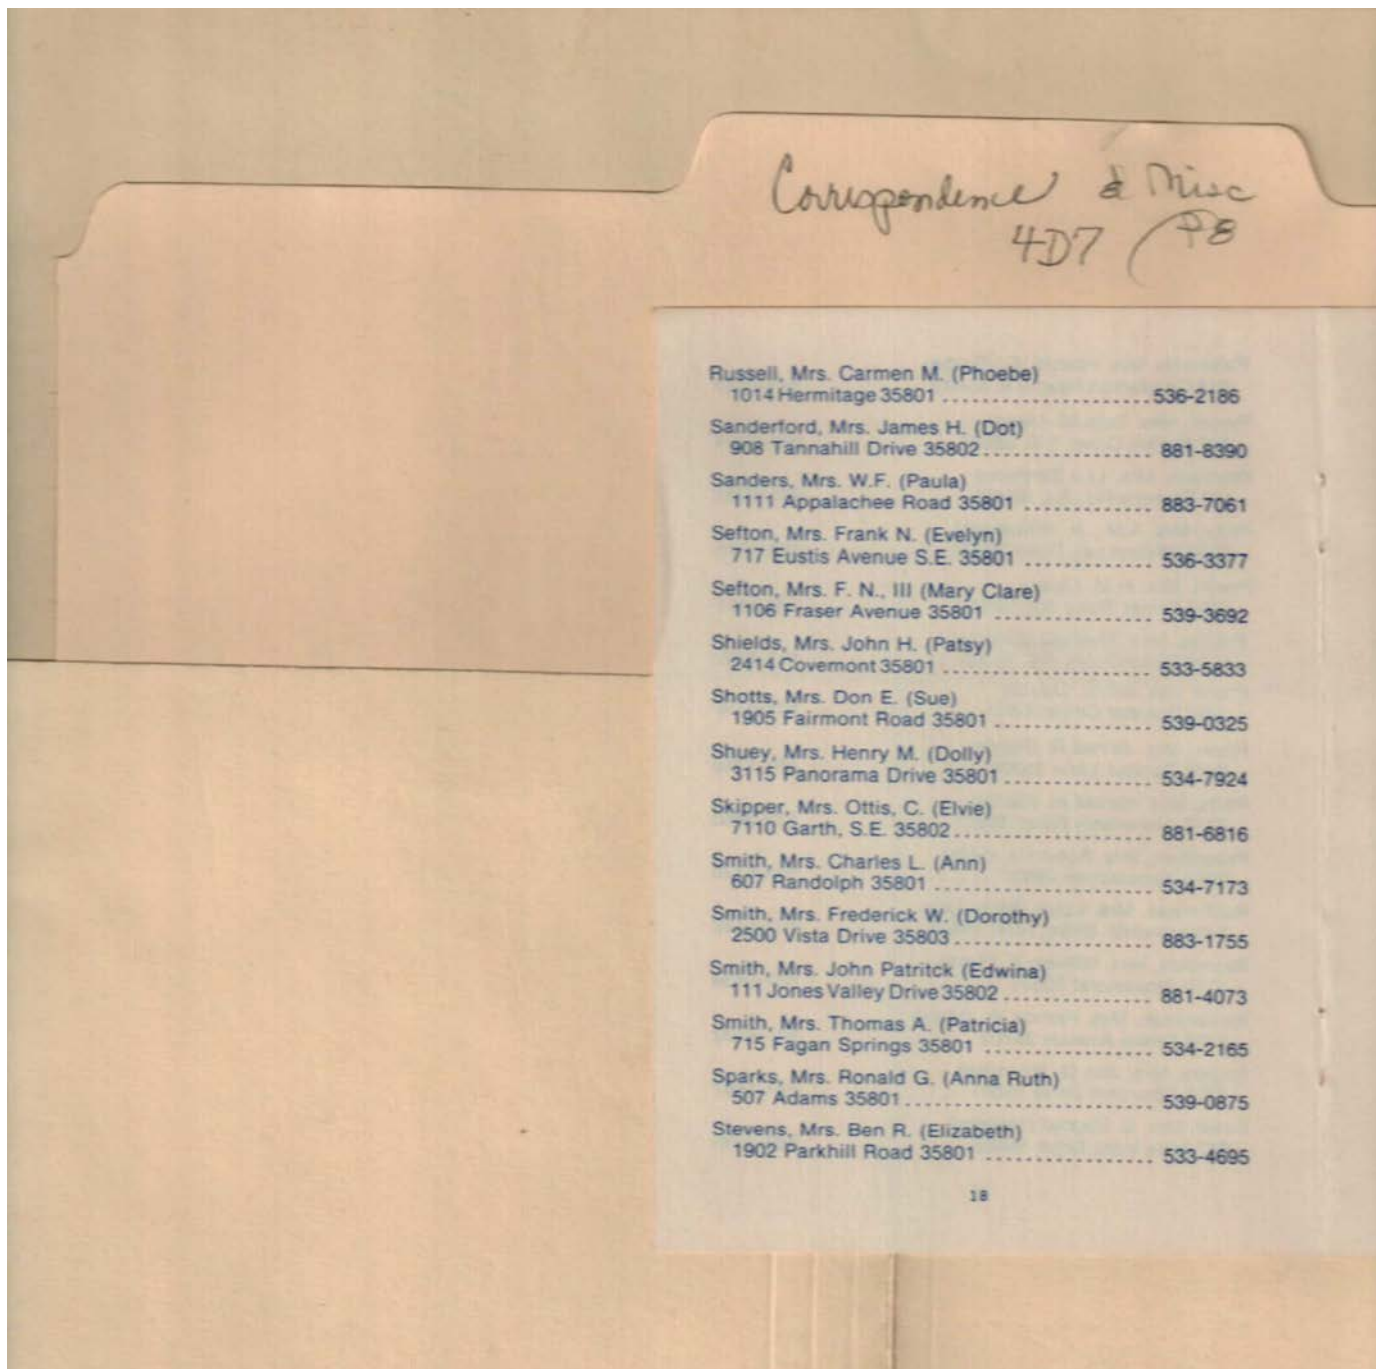 Correspondence & Misc
4D7
Russell, Mrs. Carmen M. (Phoebe)
1014 Hermitage 35801 ..................... 536-2186
Sanderford, Mrs. James H. (Dot)
908 Tannahill Drive 35802 ................. 881-8390
Sanders, Mrs. W.F. (Paula)
1111 Appalachee Road 35801 ............. 883-7061
Sefton, Mrs. Frank N. (Evelyn)
717 Eustis Avenue S.E. 35801 ............. 536-3377
Sefton, Mrs. F. N., III (Mary Clare)
1106 Fraser Avenue 35801 ................ 539-3692
Shields, Mrs. John H. (Patsy)
2414 Covemont 35801 ..................... 533-5833
Shotts, Mrs. Don E. (Sue)
1905 Fairmont Road 35801 ................ 539-0325
Shuey, Mrs. Henry M. (Dolly)
3115 Panorama Drive 35801 ............... 534-7924
Skipper, Mrs. Ottis, C. (Elvie)
7110 Garth, S.E. 35802 .................... 881-6816
Smith, Mrs. Charles L. (Ann)
607 Randolph 35801 ...................... 534-7173
Smith, Mrs. Frederick W. (Dorothy)
2500 Vista Drive 35803 .................... 883-1755
Smith, Mrs. John Patritck (Edwina)
111 Jones Valley Drive 35802 ............... 881-4073
Smith, Mrs. Thomas A. (Patricia)
715 Fagan Springs 35801 ................. 534-2165
Sparks, Mrs. Ronald G. (Anna Ruth)
507 Adams 35801 ......................... 539-0875
Stevens, Mrs. Ben R. (Elizabeth)
1902 Parkhill Road 35801 ................. 533-4695
18